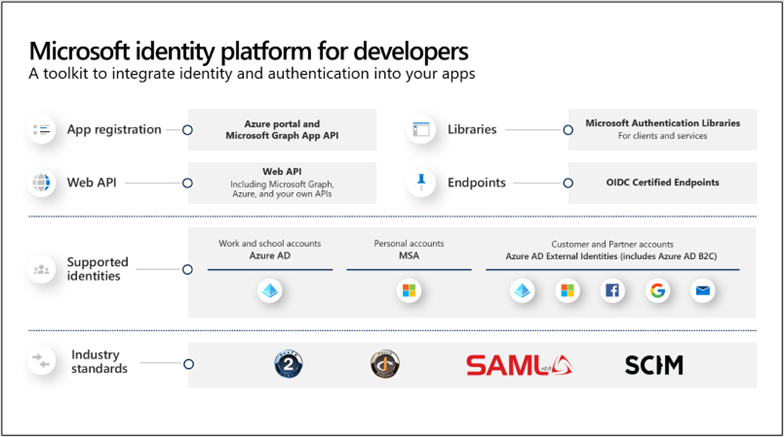 Microsoft identity platform for developers
A toolkit to integrate identity and authentication into your apps
App registration
Azure portal and
Microsoft Graph App API
Libraries
Microsoft Authentication Libraries
For clients and services
Web API
Web API
Including Microsoft Graph,
Azure, and your own APIs
Endpoints
OIDC Certified Endpoints
Supported
identities
Work and school accounts
Azure AD
Personal accounts
MSA
Customer and Partner accounts
Azure AD External Identities (includes Azure AD B2C)
Industry
standards
2
SAML
v2.0
SCIM